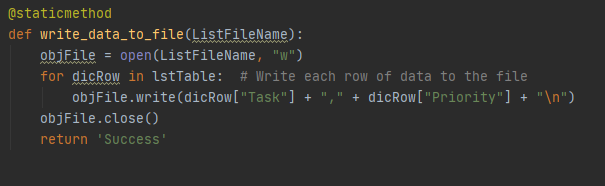 @staticmethod
def write_data_to_file(ListFileName):
    objFile = open(ListFileName, "w")
    for dicRow in lstTable:  # Write each row of data to the file
        objFile.write(dicRow["Task"] + "," + dicRow["Priority"] + "\n")
    objFile.close()
    return 'Success'